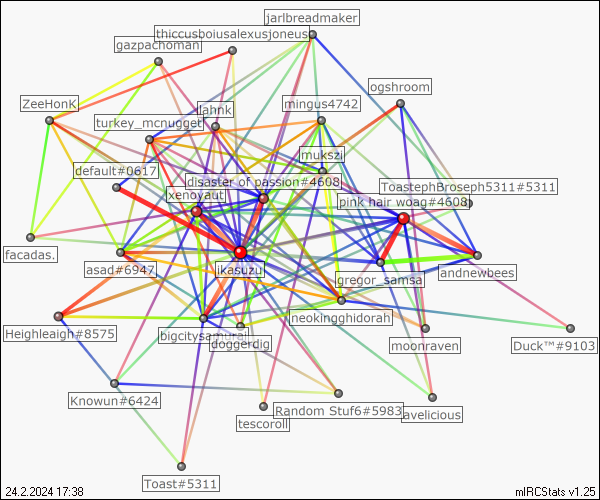 jarlbreadmaker
thiccusboiusalexusjoneus
gazpachoman
ogshroom
ZeeHonK
mingus4742
fahnk
turkey_mcnugget
mukszi
default#0617
disaster of passion#4608
ToastephBroseph5311#5311
xenoyaut
pink hair woag#4608
facadas.
asad#6947
ikasuzu
gregor_samsa
andnewbees
neokingghidorah
Heighleaigh#8575
bigcitysamurai
doggerdig
moonraven
Duck™#9103
Knowun#6424
Random Stuf6#5983
avelicious
tescoroll
Toast#5311
24.2.2024 17:38
mIRCStats v1.25